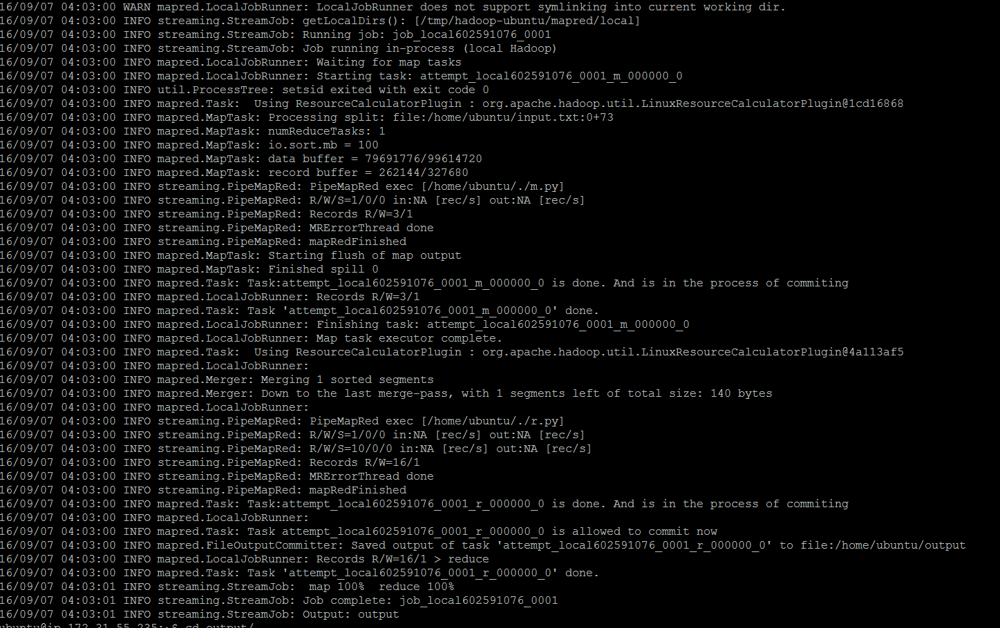 16/09/07 04:03:00 WARN mapred.LocalJobRunner: LocalJobRunner does not support symlinking into current working dir.
16/09/07 04:03:00 INFO streaming.StreamJob: getLocalDirs(): [/tmp/hadoop-ubuntu/mapred/local]
16/09/07 04:03:00 INFO streaming.StreamJob: Running job: job_local602591076_0001
16/09/07 04:03:00 INFO streaming.StreamJob: Job running in-process (local Hadoop)
16/09/07 04:03:00 INFO mapred.LocalJobRunner: Waiting for map tasks
16/09/07 04:03:00 INFO mapred.LocalJobRunner: Starting task: attempt_local602591076_0001_m_000000_0
16/09/07 04:03:00 INFO util.ProcessTree: setsid exited with exit code 0
16/09/07 04:03:00 INFO mapred.Task:  Using ResourceCalculatorPlugin : org.apache.hadoop.util.LinuxResourceCalculatorPlugin@1cd16868
16/09/07 04:03:00 INFO mapred.MapTask: Processing split: file:/home/ubuntu/input.txt:0+73
16/09/07 04:03:00 INFO mapred.MapTask: numReduceTasks: 1
16/09/07 04:03:00 INFO mapred.MapTask: io.sort.mb = 100
16/09/07 04:03:00 INFO mapred.MapTask: data buffer = 79691776/99614720
16/09/07 04:03:00 INFO mapred.MapTask: record buffer = 262144/327680
16/09/07 04:03:00 INFO streaming.PipeMapRed: PipeMapRed exec [/home/ubuntu/./m.py]
16/09/07 04:03:00 INFO streaming.PipeMapRed: R/W/S=1/0/0 in:NA [rec/s] out:NA [rec/s]
16/09/07 04:03:00 INFO streaming.PipeMapRed: Records R/W=3/1
16/09/07 04:03:00 INFO streaming.PipeMapRed: MRErrorThread done
16/09/07 04:03:00 INFO streaming.PipeMapRed: mapRedFinished
16/09/07 04:03:00 INFO mapred.MapTask: Starting flush of map output
16/09/07 04:03:00 INFO mapred.MapTask: Finished spill 0
16/09/07 04:03:00 INFO mapred.Task: Task:attempt_local602591076_0001_m_000000_0 is done. And is in the process of commiting
16/09/07 04:03:00 INFO mapred.LocalJobRunner: Records R/W=3/1
16/09/07 04:03:00 INFO mapred.Task: Task 'attempt_local602591076_0001_m_000000_0' done.
16/09/07 04:03:00 INFO mapred.LocalJobRunner: Finishing task: attempt_local602591076_0001_m_000000_0
16/09/07 04:03:00 INFO mapred.LocalJobRunner: Map task executor complete.
16/09/07 04:03:00 INFO mapred.Task:  Using ResourceCalculatorPlugin : org.apache.hadoop.util.LinuxResourceCalculatorPlugin@4a113af5
16/09/07 04:03:00 INFO mapred.LocalJobRunner:
16/09/07 04:03:00 INFO mapred.Merger: Merging 1 sorted segments
16/09/07 04:03:00 INFO mapred.Merger: Down to the last merge-pass, with 1 segments left of total size: 140 bytes
16/09/07 04:03:00 INFO mapred.LocalJobRunner:
16/09/07 04:03:00 INFO streaming.PipeMapRed: PipeMapRed exec [/home/ubuntu/./r.py]
16/09/07 04:03:00 INFO streaming.PipeMapRed: R/W/S=1/0/0 in:NA [rec/s] out:NA [rec/s]
16/09/07 04:03:00 INFO streaming.PipeMapRed: R/W/S=10/0/0 in:NA [rec/s] out:NA [rec/s]
16/09/07 04:03:00 INFO streaming.PipeMapRed: Records R/W=16/1
16/09/07 04:03:00 INFO streaming.PipeMapRed: MRErrorThread done
16/09/07 04:03:00 INFO streaming.PipeMapRed: mapRedFinished
16/09/07 04:03:00 INFO mapred.Task: Task:attempt_local602591076_0001_r_000000_0 is done. And is in the process of commiting
16/09/07 04:03:00 INFO mapred.LocalJobRunner:
16/09/07 04:03:00 INFO mapred.Task: Task attempt_local602591076_0001_r_000000_0 is allowed to commit now
16/09/07 04:03:00 INFO mapred.FileOutputCommitter: Saved output of task 'attempt_local602591076_0001_r_000000_0' to file:/home/ubuntu/output
16/09/07 04:03:00 INFO mapred.LocalJobRunner: Records R/W=16/1 > reduce
16/09/07 04:03:00 INFO mapred.Task: Task 'attempt_local602591076_0001_r_000000_0' done.
16/09/07 04:03:01 INFO streaming.StreamJob:  map 100%  reduce 100%
16/09/07 04:03:01 INFO streaming.StreamJob: Job complete: job_local602591076_0001
16/09/07 04:03:01 INFO streaming.StreamJob: Output: output
ubuntu@ip-172-31-55-235:~$ cd output/